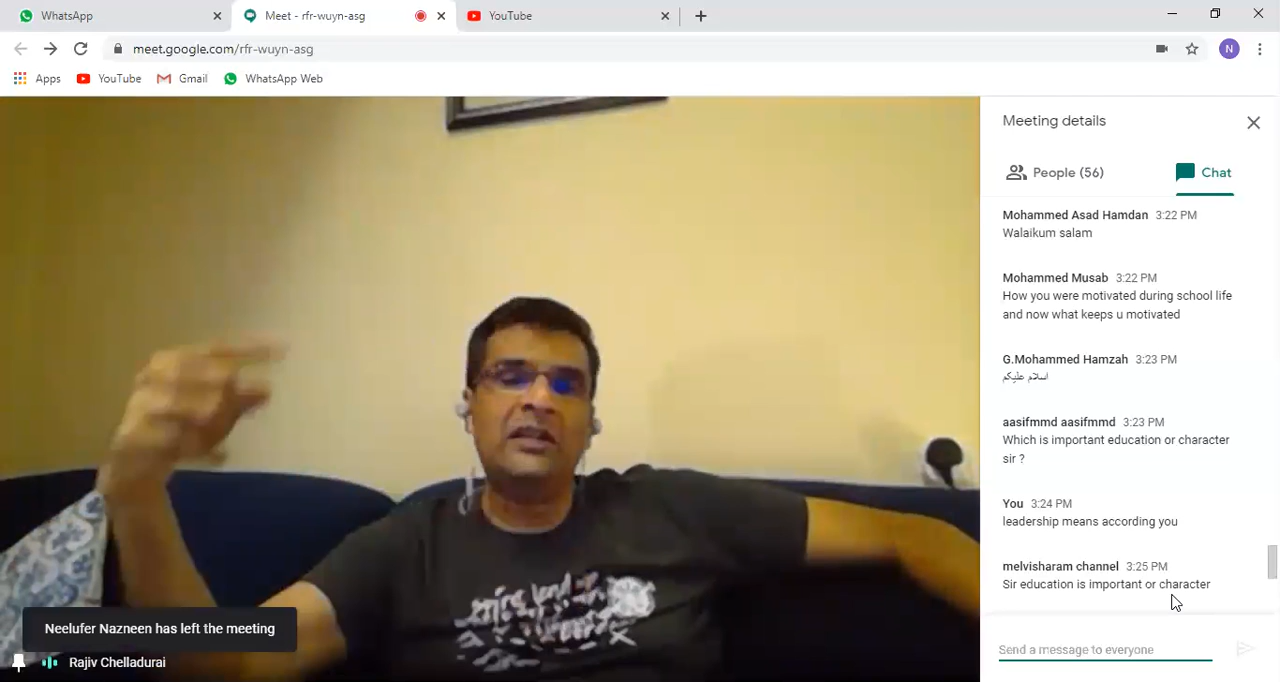 WhatsApp
Meet - rfr-wuyn-asg
YouTube
meet.google.com/rfr-wuyn-asg
N
Apps
YouTube
Gmail
WhatsApp Web
Meeting details
People (56)
Chat
Mohammed Asad Hamdan 3:22 PM
Walaikum salam
Mohammed Musab 3:22 PM
How you were motivated during school life
and now what keeps u motivated
G.Mohammed Hamzah 3:23 PM
اسلام علیکم
aasifmmd aasifmmd 3:23 PM
Which is important education or character
sir ?
You 3:24 PM
leadership means according you
melvisharam channel 3:25 PM
Sir education is important or character
Send a message to everyone
Neelufer Nazneen has left the meeting
Rajiv Chelladurai